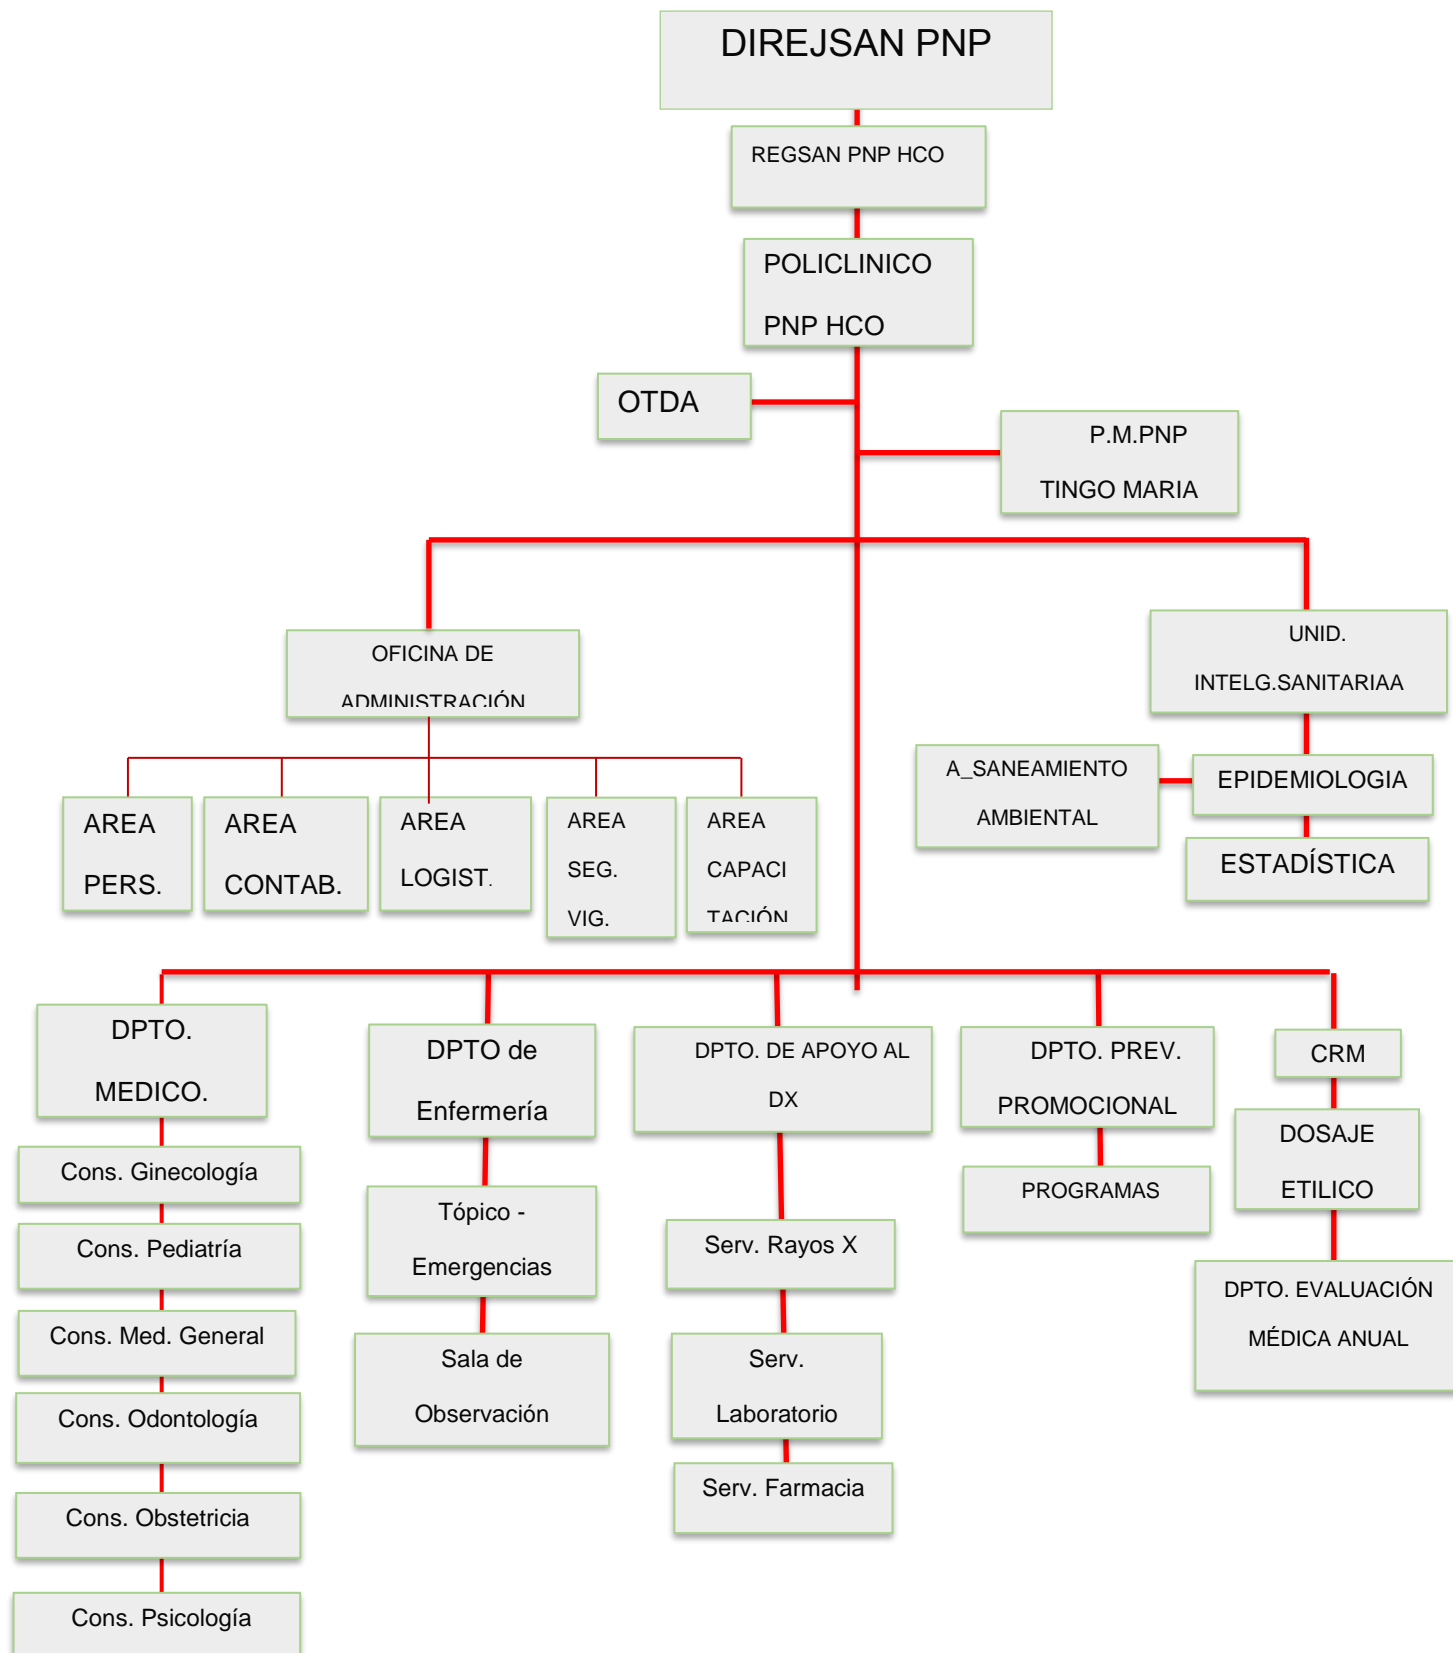 DIREJSAN PNP
REGSAN PNP HCO
POLICLINICO
PNP HCO
OTDA
P.M.PNP
TINGO MARIA
OFICINA DE
ADMINISTRACIÓN
UNID.
INTELG.SANITARIAA
A_SANEAMIENTO
AMBIENTAL
EPIDEMIOLOGIA
ESTADÍSTICA
AREA
PERS.
AREA
CONTAB.
AREA
LOGIST.
AREA
SEG.
VIG.
AREA
CAPACI
TACIÓN
DPTO.
MEDICO.
Cons. Ginecología
Cons. Pediatría
Cons. Med. General
Cons. Odontología
Cons. Obstetricia
Cons. Psicología
DPTO de
Enfermería
Tópico -
Emergencias
Sala de
Observación
DPTO. DE APOYO AL
DX
Serv. Rayos X
Serv.
Laboratorio
Serv. Farmacia
DPTO. PREV.
PROMOCIONAL
PROGRAMAS
CRM
DOSAJE
ETILICO
DPTO. EVALUACIÓN
MÉDICA ANUAL